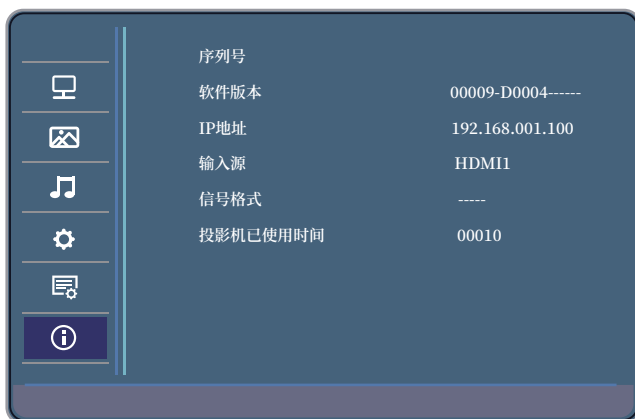 序列号
软件版本 00009-D0004------
IP地址 192.168.001.100
输入源 HDMI1
信号格式 -----
投影机已使用时间 00010